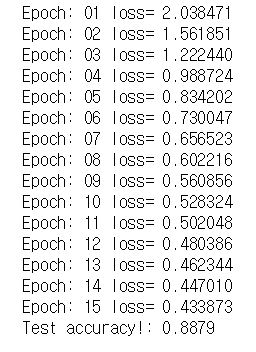 Epoch: 01 loss= 2.038471
Epoch: 02 loss= 1.561851
Epoch: 03 loss= 1.222440
Epoch: 04 loss= 0.988724
Epoch: 05 loss= 0.834202
Epoch: 06 loss= 0.730047
Epoch: 07 loss= 0.656523
Epoch: 08 loss= 0.602216
Epoch: 09 loss= 0.560856
Epoch: 10 loss= 0.528324
Epoch: 11 loss= 0.502048
Epoch: 12 loss= 0.480386
Epoch: 13 loss= 0.462344
Epoch: 14 loss= 0.447010
Epoch: 15 loss= 0.433873
Test accuracy!: 0.8879